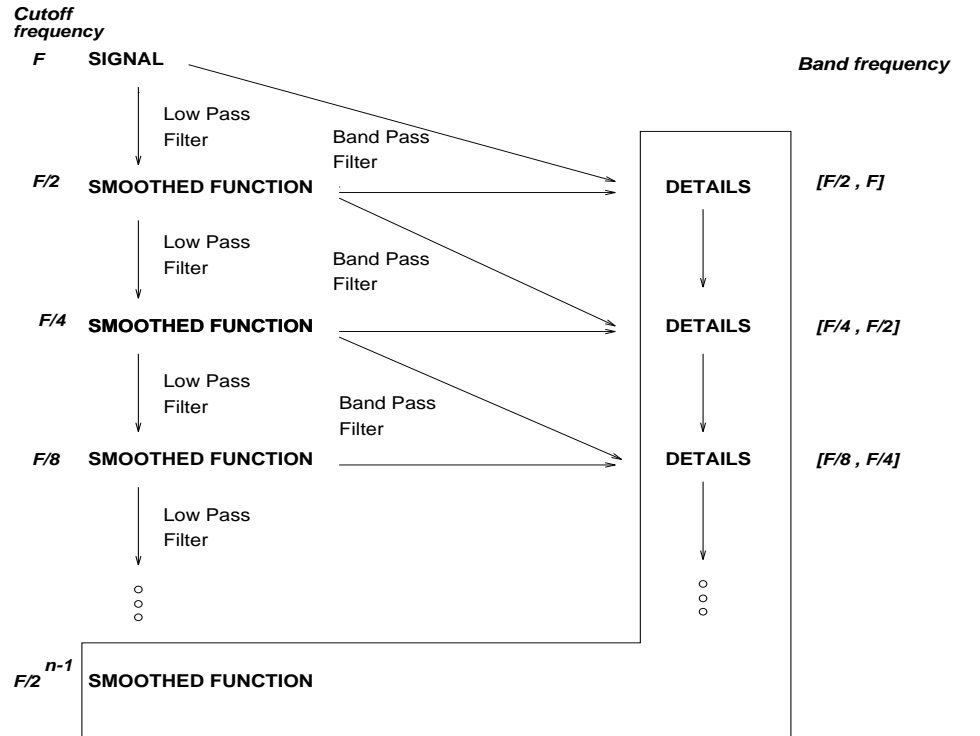 Cutoff
frequency
F SIGNAL
Band frequency
Low Pass
Filter
Band Pass
Filter
F/2 SMOOTHED FUNCTION DETAILS [F/2 , F]
Low Pass
Filter
Band Pass
Filter
F/4 SMOOTHED FUNCTION DETAILS [F/4 , F/2]
Low Pass
Filter
Band Pass
Filter
F/8 SMOOTHED FUNCTION DETAILS [F/8 , F/4]
Low Pass
Filter
F/2 n-1 SMOOTHED FUNCTION